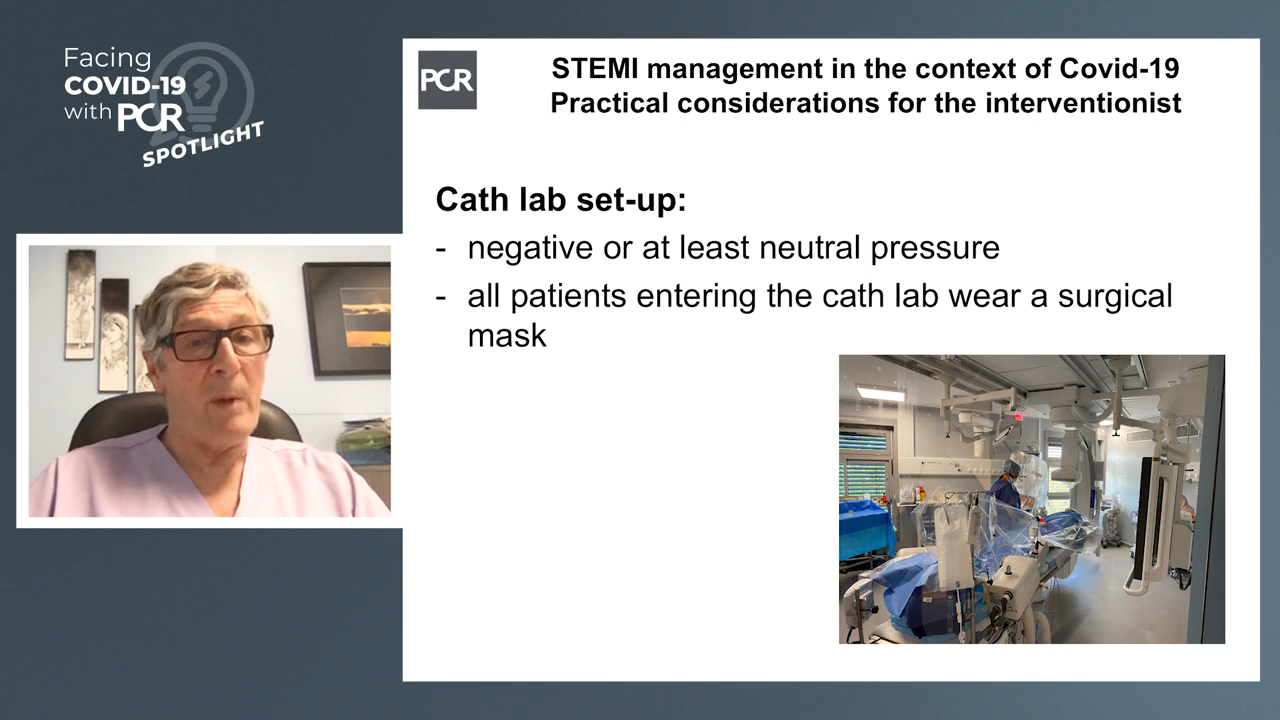 Facing
COVID-19
with PCR
SPOTLIGHT
PCR
STEMI management in the context of Covid-19
Practical considerations for the interventionist
Cath lab set-up:
- negative or at least neutral pressure
- all patients entering the cath lab wear a surgical
mask